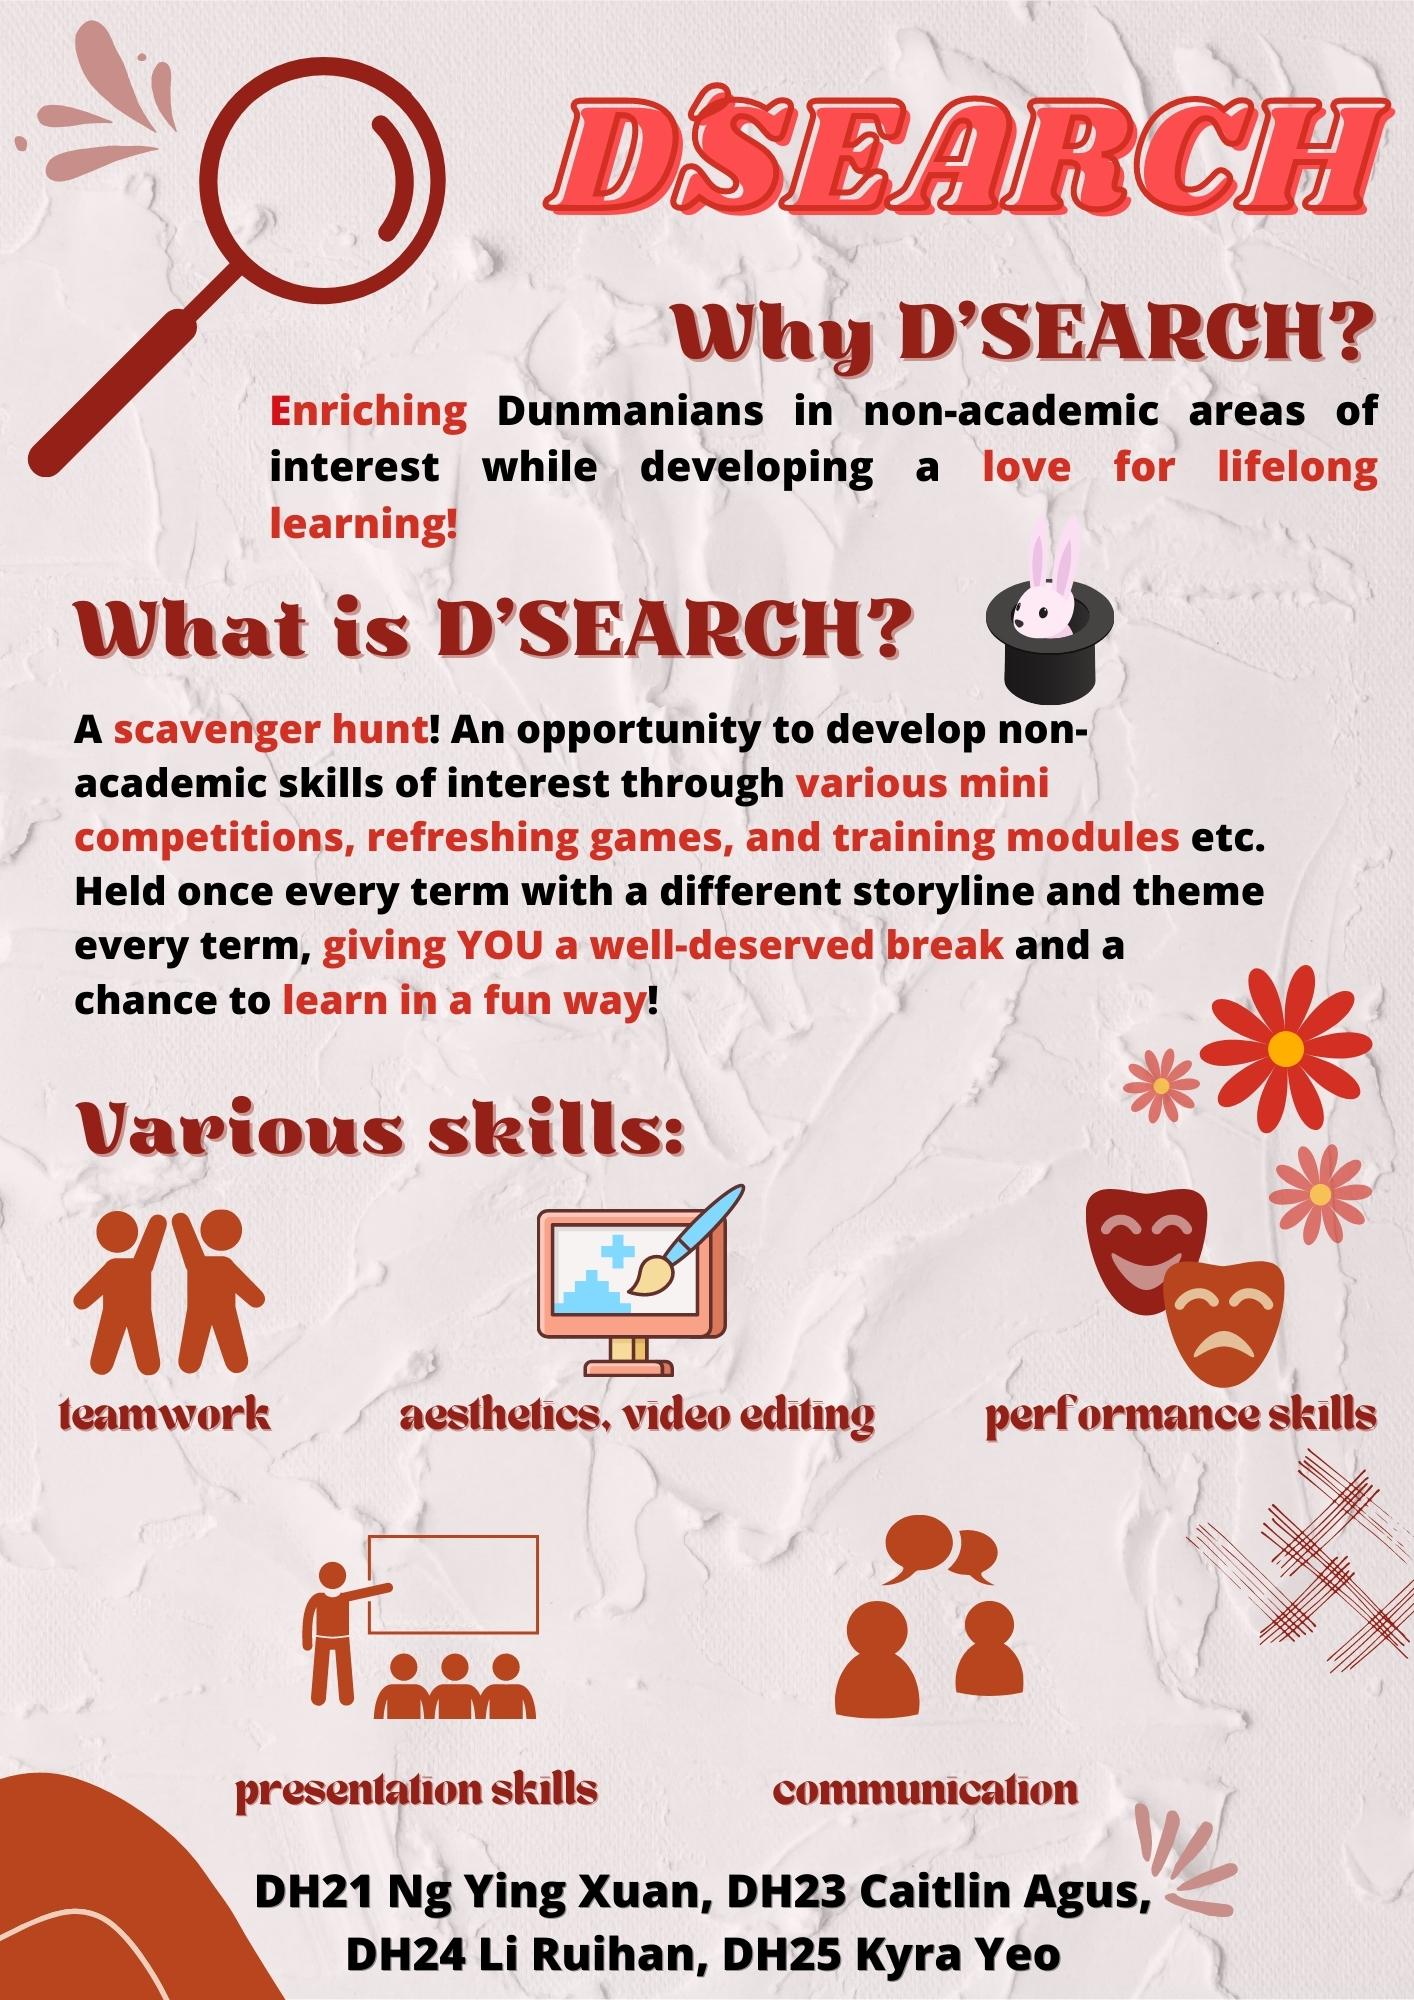 D'SEARCH
Why D'SEARCH?
Enriching Dunmanians in non-academic areas of
interest while developing a love for lifelong
learning!
What is D'SEARCH?
A scavenger hunt! An opportunity to develop non-
academic skills of interest through various mini
competitions, refreshing games, and training modules etc.
Held once every term with a different storyline and theme
every term, giving YOU a well-deserved break and a
chance to learn in a fun way!
Various skills:
teamwork
aesthetics, video editing
performance skills
presentation skills
communication
DH21 Ng Ying Xuan, DH23 Caitlin Agus,
DH24 Li Ruihan, DH25 Kyra Yeo